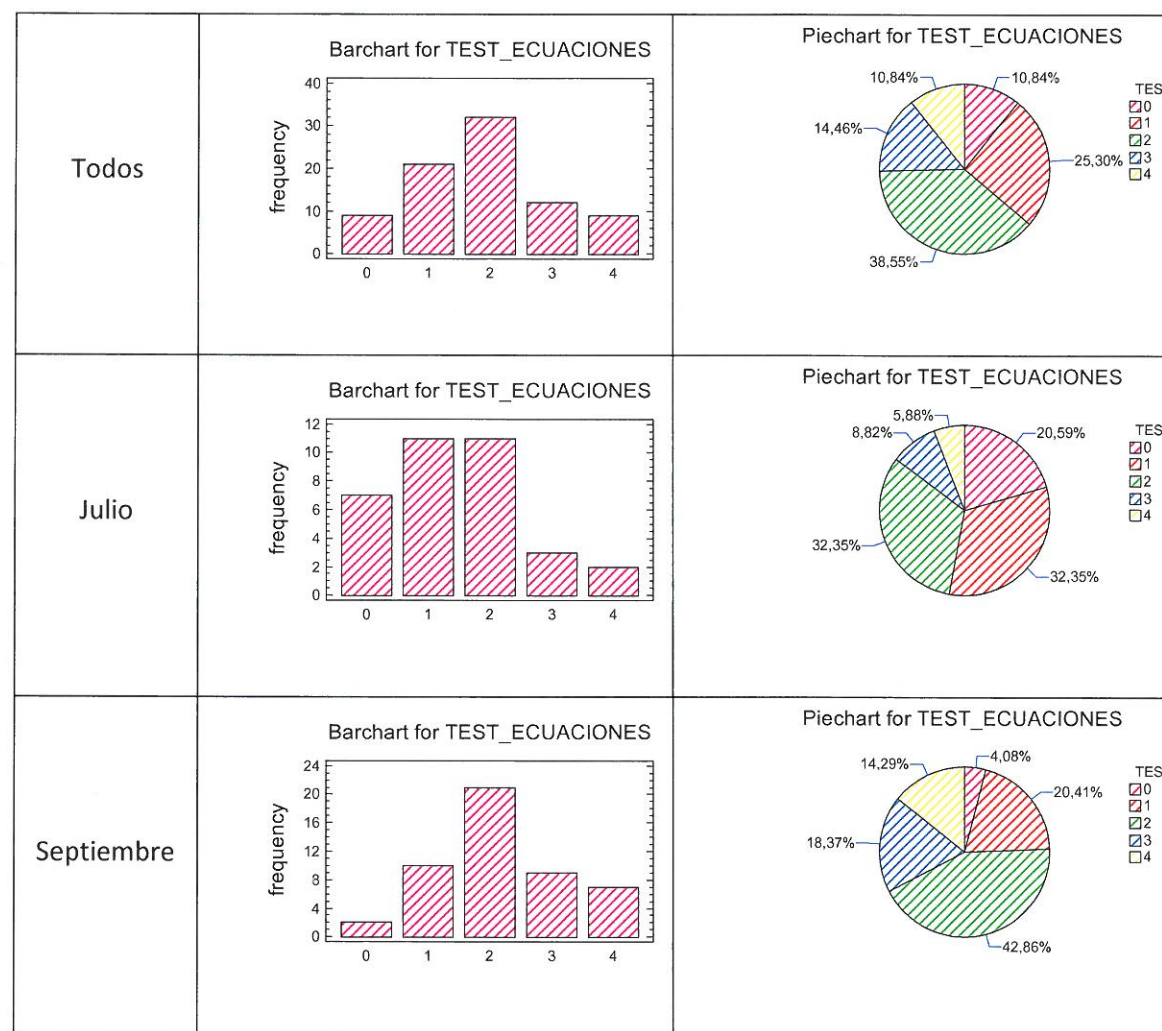 Todos
Barchart for TEST_ECUACIONES
frequency
40
30
20
10
0
0 1 2 3 4
Piechart for TEST_ECUACIONES
10,84%
10,84%
14,46%
25,30%
38,55%
TES
0
1
2
3
4
Julio
Barchart for TEST_ECUACIONES
frequency
12
10
8
6
4
2
0
0 1 2 3 4
Piechart for TEST_ECUACIONES
5,88%
8,82%
20,59%
32,35%
32,35%
TES
0
1
2
3
4
Septiembre
Barchart for TEST_ECUACIONES
frequency
24
20
16
12
8
4
0
0 1 2 3 4
Piechart for TEST_ECUACIONES
4,08%
14,29%
20,41%
18,37%
42,86%
TES
0
1
2
3
4